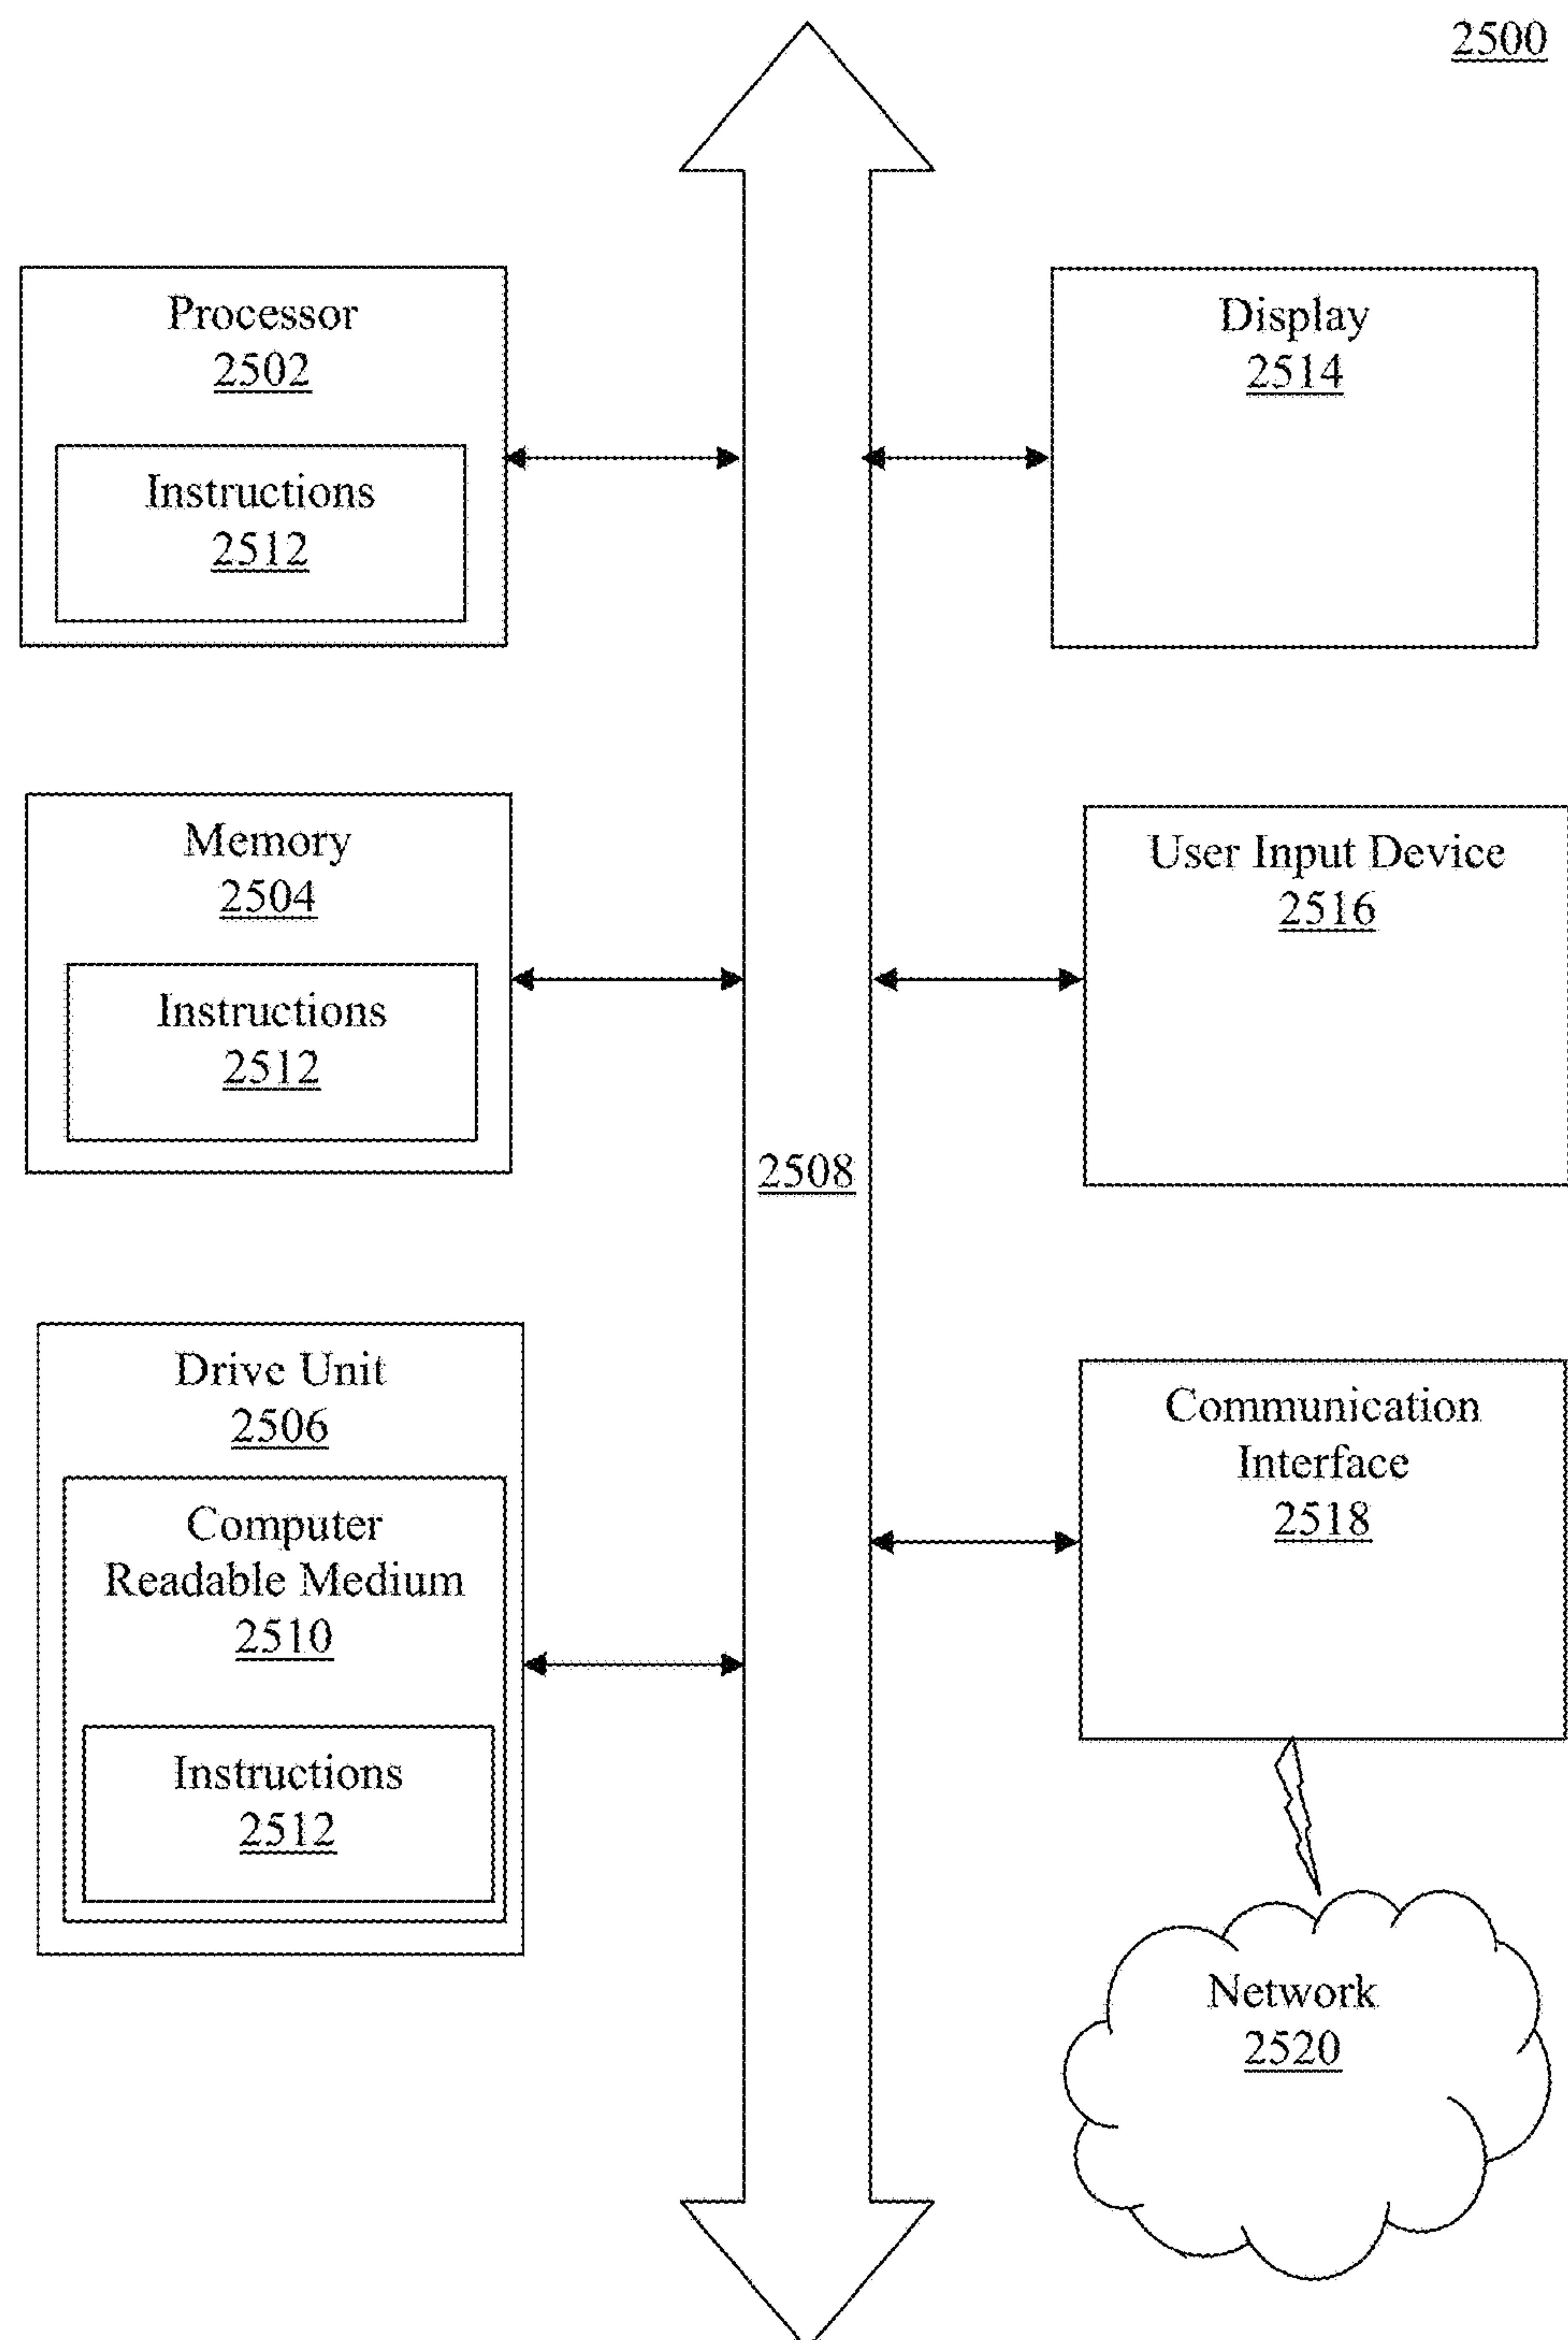 2500
Processor
2502
Instructions
2512
Display
2514
Memory
2504
Instructions
2512
User Input Device
2516
2508
Drive Unit
2506
Computer
Readable Medium
2510
Instructions
2512
Communication
Interface
2518
Network
2520